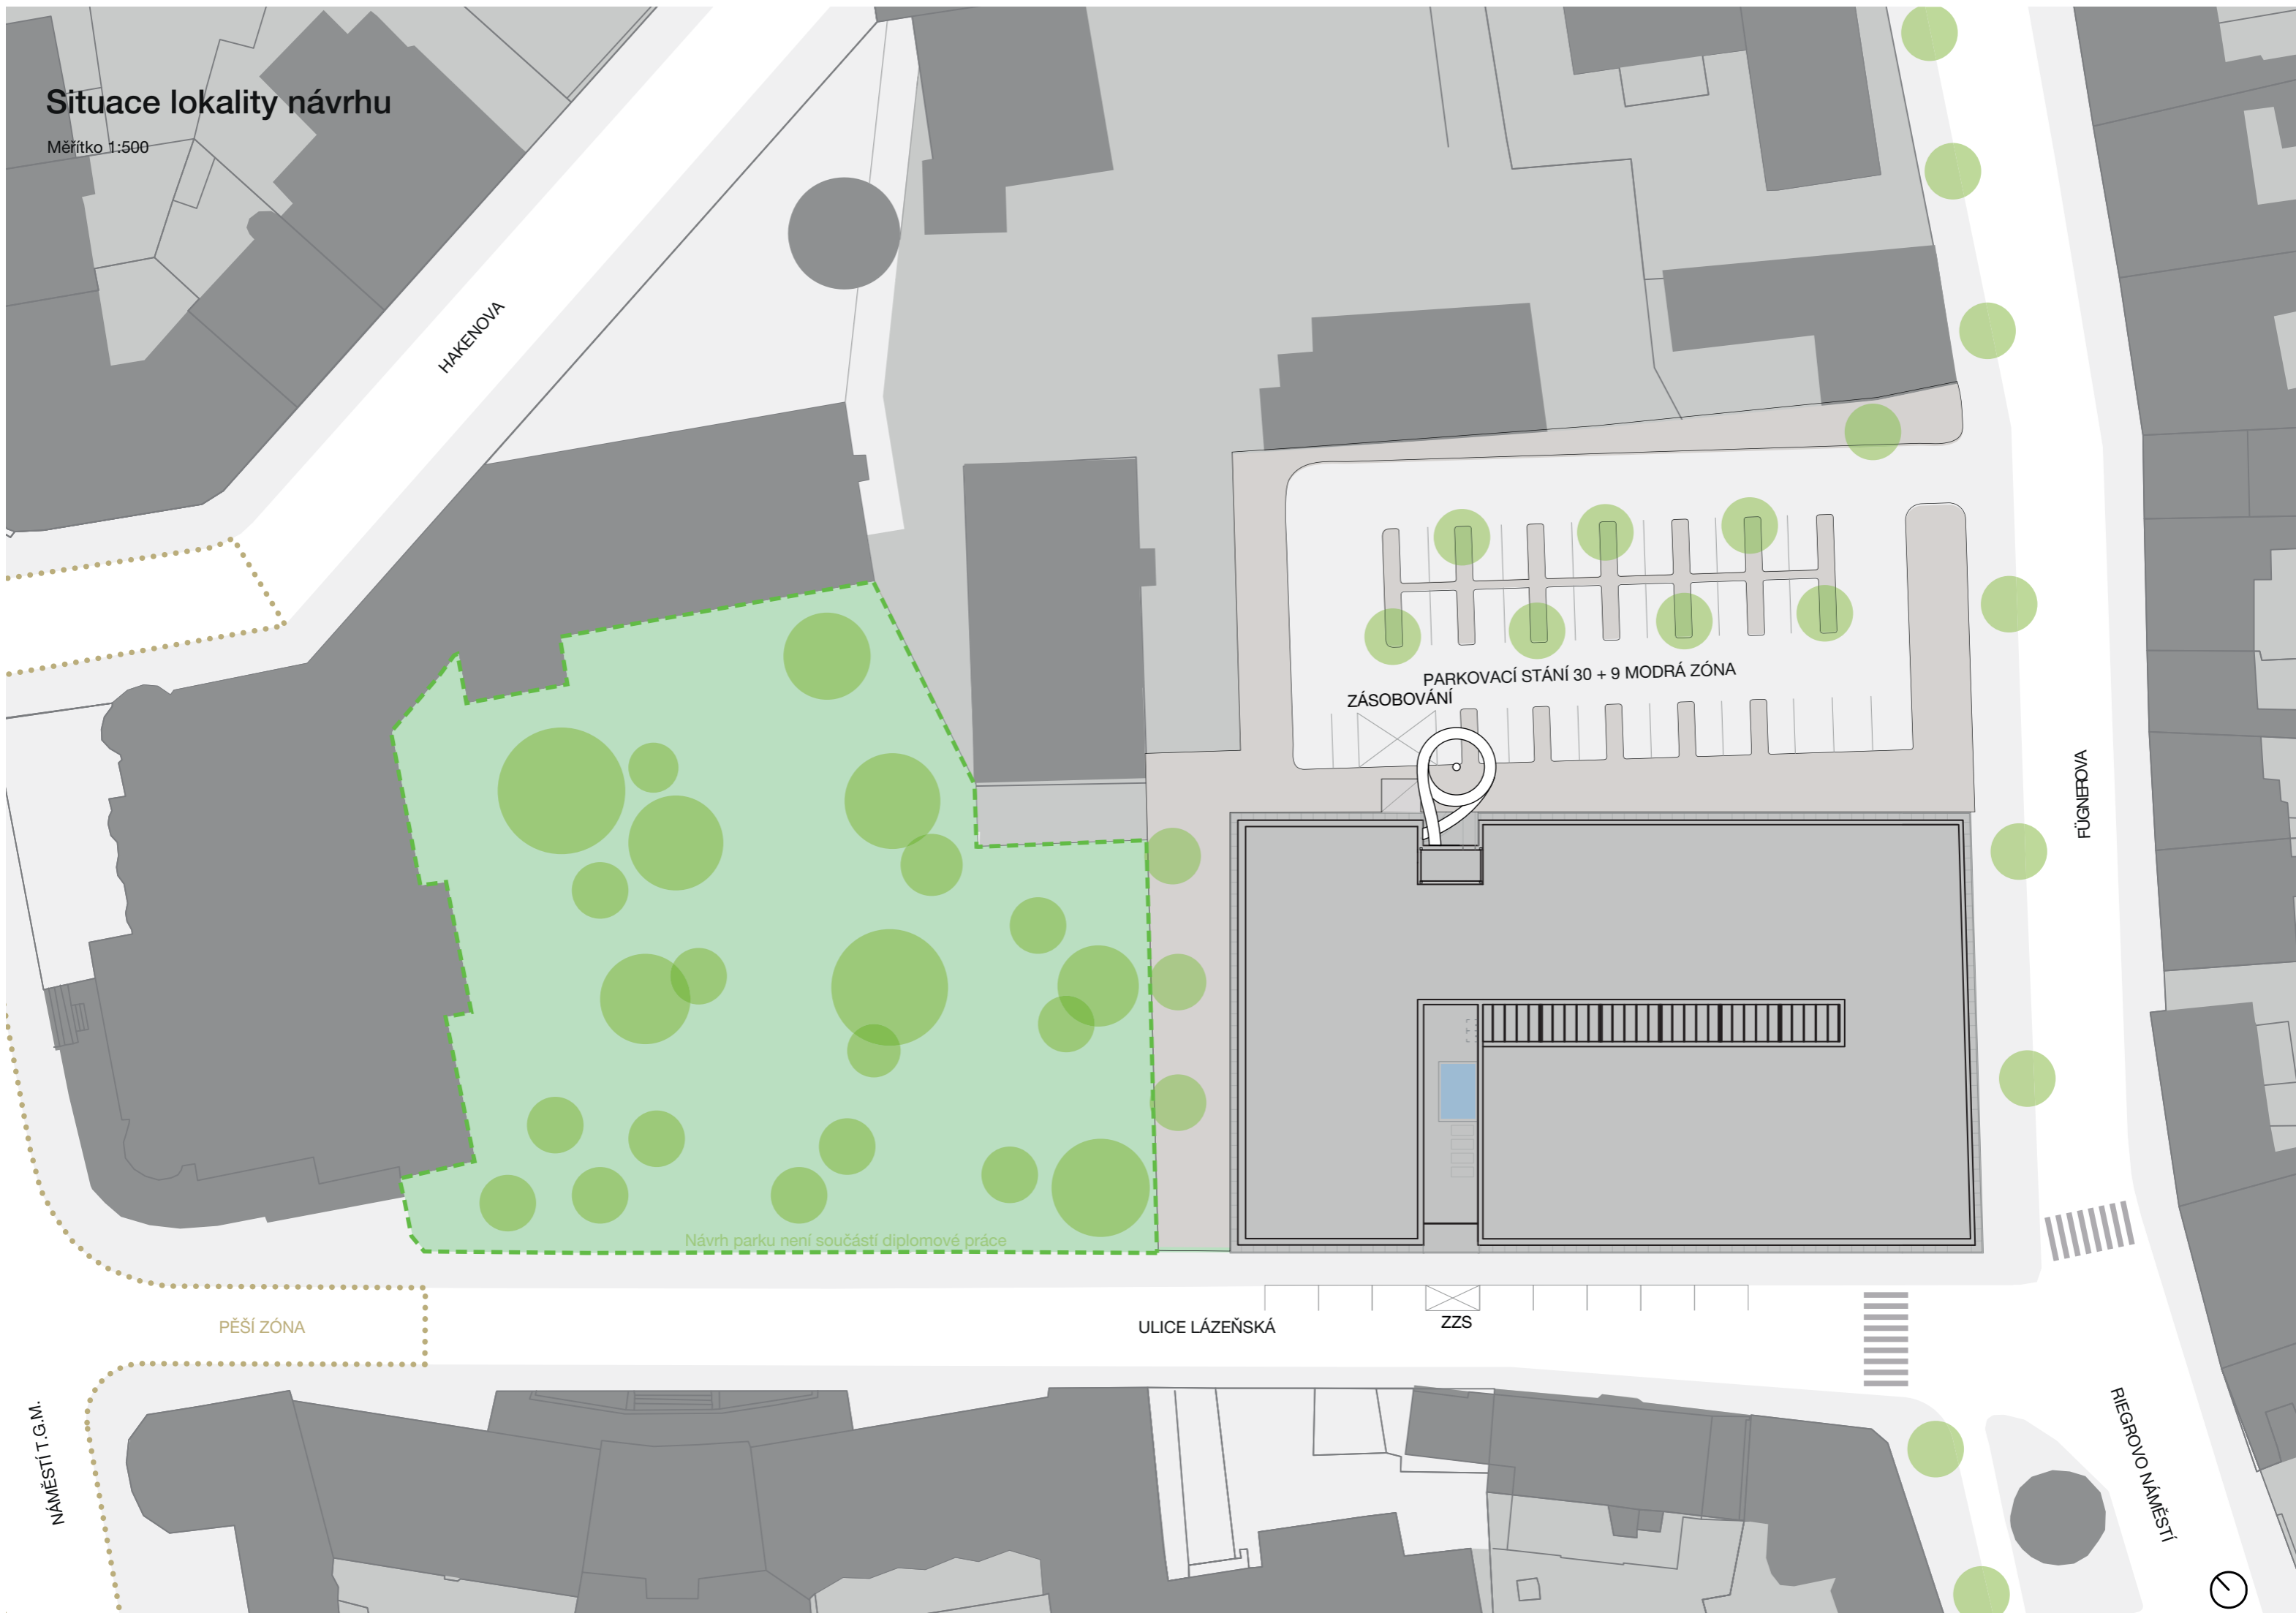 Situace lokality návrhu
Měřítko 1:500
HAKENOVA
PARKOVACÍ STÁNÍ 30 + 9 MODRÁ ZÓNA
ZÁSOBOVÁNÍ
FÜGNEROVA
Návrh parku není součástí diplomové práce
PĚŠÍ ZÓNA
ULICE LÁZEŇSKÁ
ZZS
NÁMĚSTÍ T.G.M.
RIEGROVO NÁMĚSTÍ